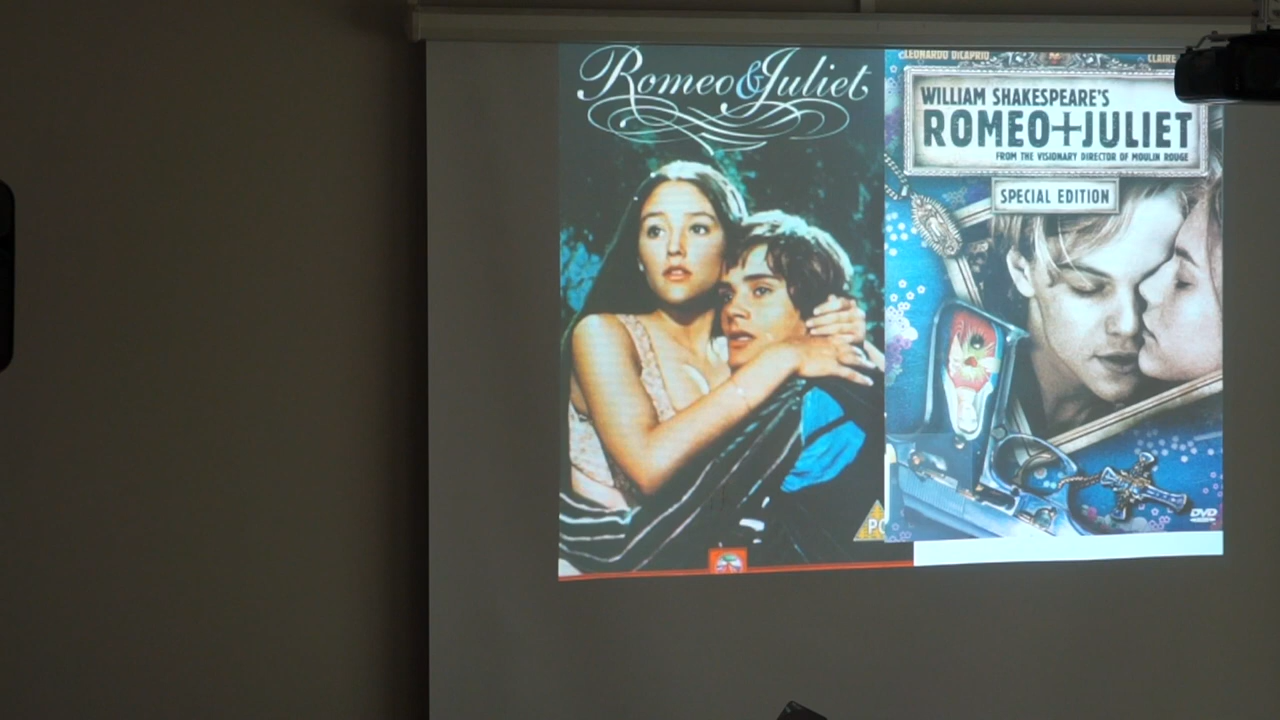 Romeo & Juliet
PG
LEONARDO DiCAPRIO
CLAIRE
WILLIAM SHAKESPEARE'S
ROMEO+JULIET
FROM THE VISIONARY DIRECTOR OF MOULIN ROUGE
SPECIAL EDITION
DVD